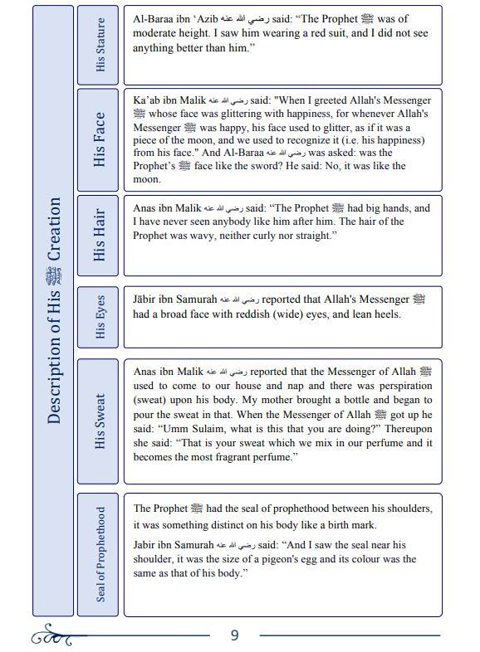 Description of His ﷺ Creation
His Stature
Al-Baraa ibn ‘Azib رضي الله عنه said: “The Prophet ﷺ was of
moderate height. I saw him wearing a red suit, and I did not see
anything better than him.”
His Face
Ka`ab ibn Malik رضي الله عنه said: "When I greeted Allah's Messenger
ﷺ whose face was glittering with happiness, for whenever Allah's
Messenger ﷺ was happy, his face used to glitter, as if it was a
piece of the moon, and we used to recognize it (i.e. his happiness)
from his face." And Al-Baraa رضي الله عنه was asked: was the
Prophet’s ﷺ face like the sword? He said: No, it was like the
moon.
His Hair
Anas ibn Malik رضي الله عنه said: “The Prophet ﷺ had big hands, and
I have never seen anybody like him after him. The hair of the
Prophet was wavy, neither curly nor straight.”
His Eyes
Jābir ibn Samurah رضي الله عنه reported that Allah's Messenger ﷺ
had a broad face with reddish (wide) eyes, and lean heels.
His Sweat
Anas ibn Malik رضي الله عنه reported that the Messenger of Allah ﷺ
used to come to our house and nap and there was perspiration
(sweat) upon his body. My mother brought a bottle and began to
pour the sweat in that. When the Messenger of Allah ﷺ got up he
said: “Umm Sulaim, what is this that you are doing?” Thereupon
she said: “That is your sweat which we mix in our perfume and it
becomes the most fragrant perfume.”
Seal of Prophethood
The Prophet ﷺ had the seal of prophethood between his shoulders,
it was something distinct on his body like a birth mark.
Jabir ibn Samurah رضي الله عنه said: “And I saw the seal near his
shoulder, it was the size of a pigeon's egg and its colour was the
same as that of his body.”
9